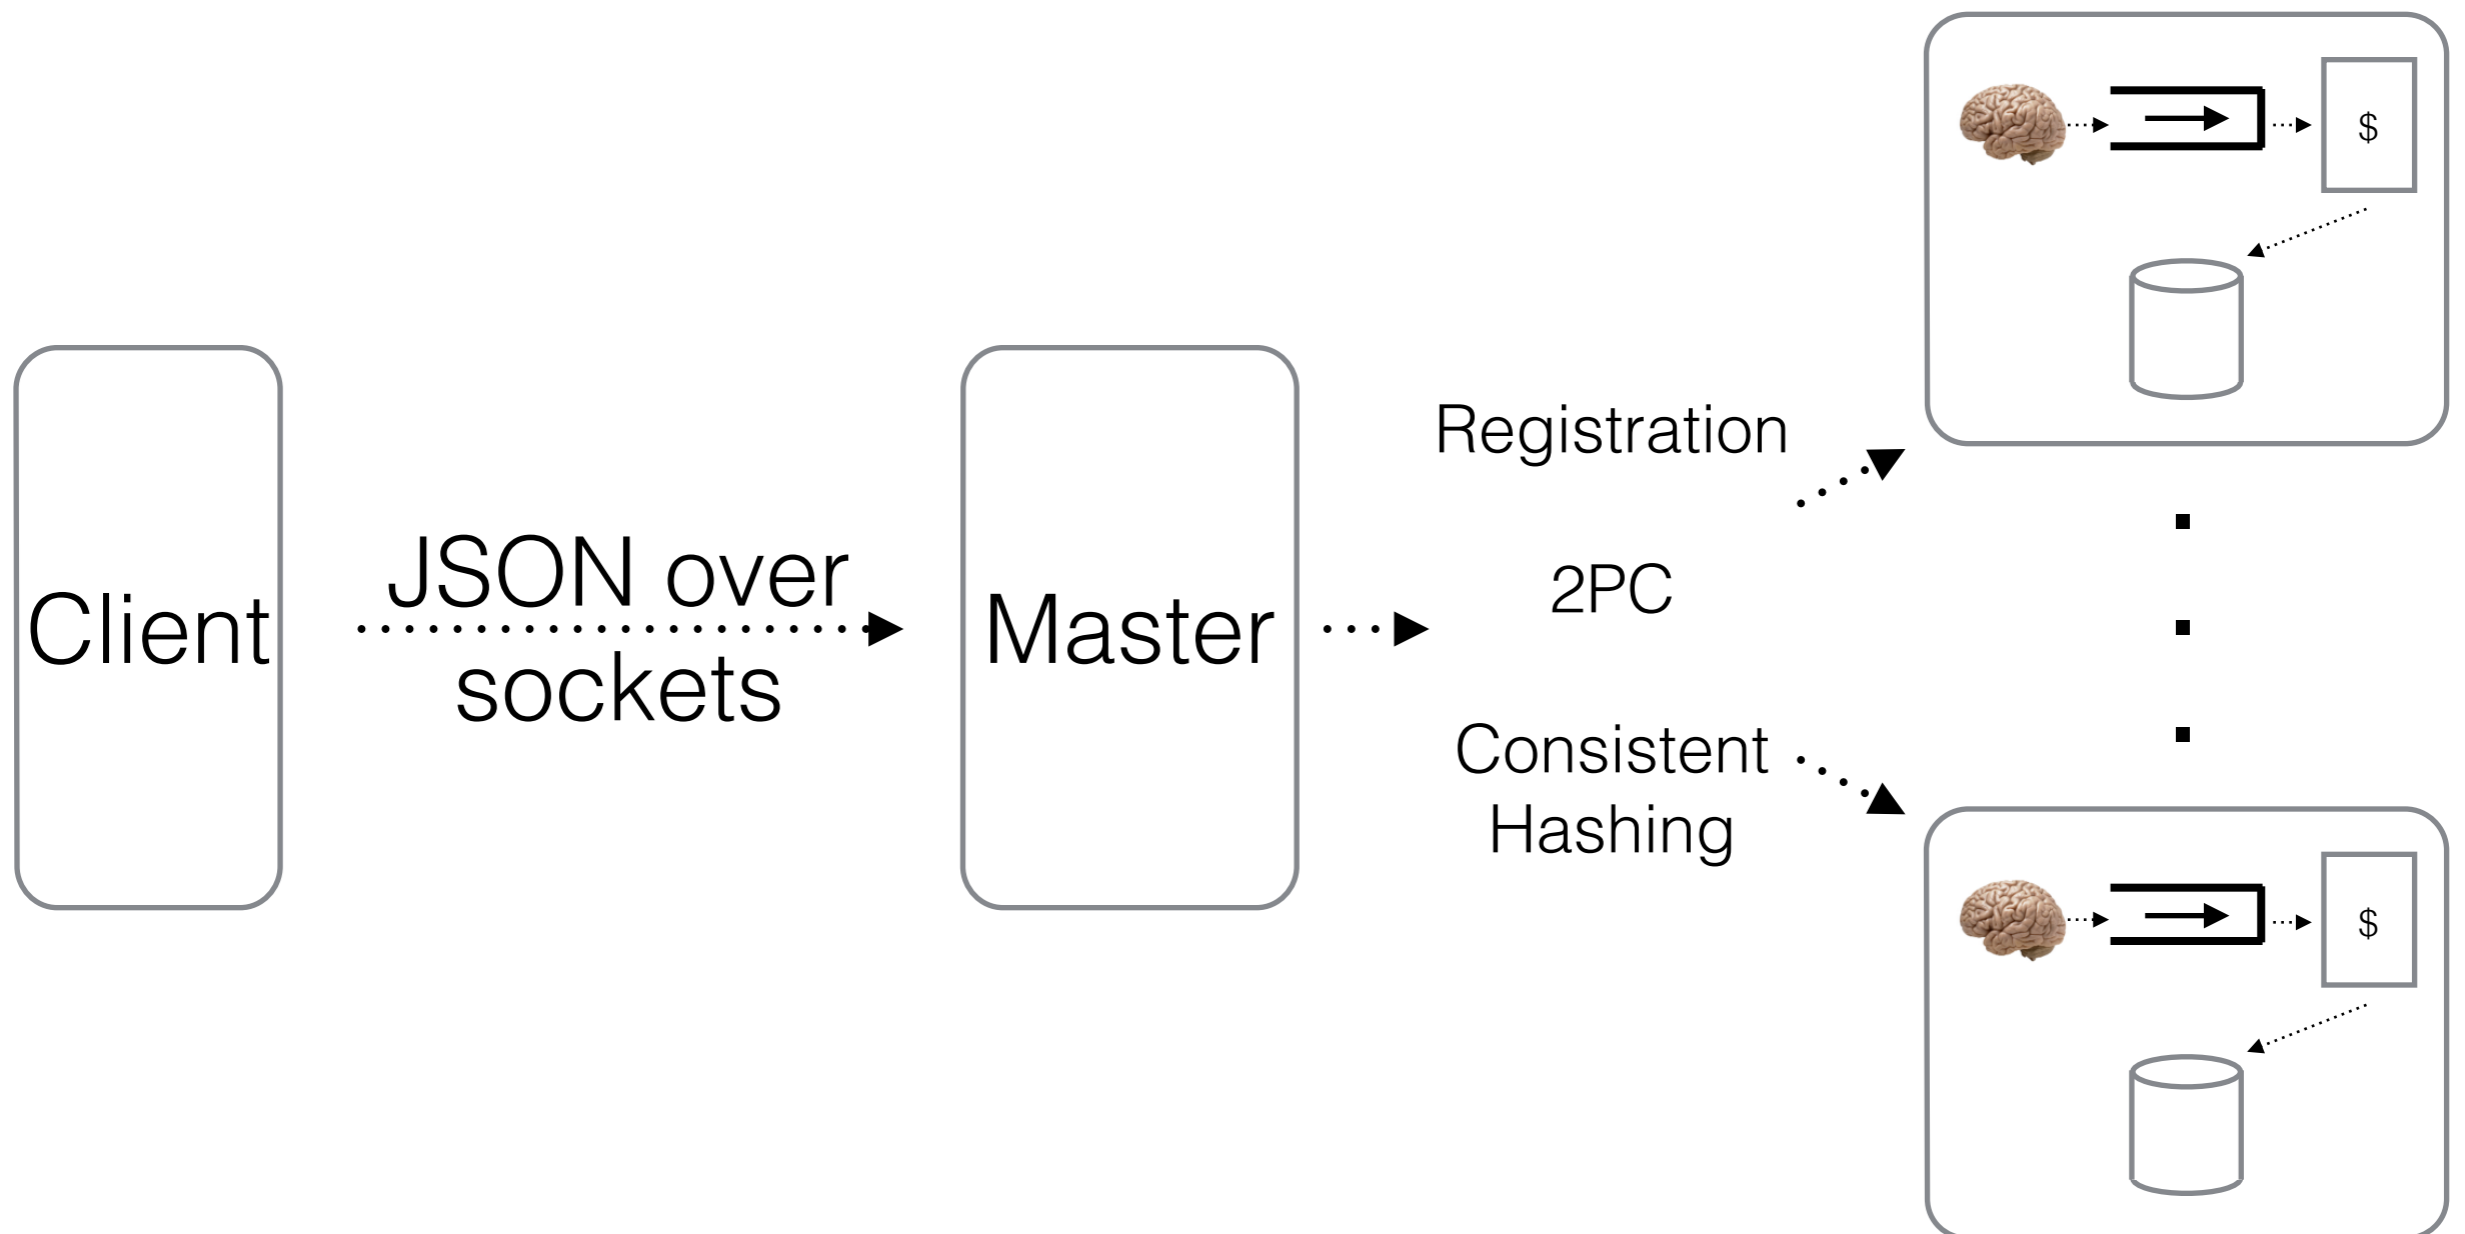 Client
JSON over
sockets
Master
Registration
2PC
Consistent
Hashing
$
$